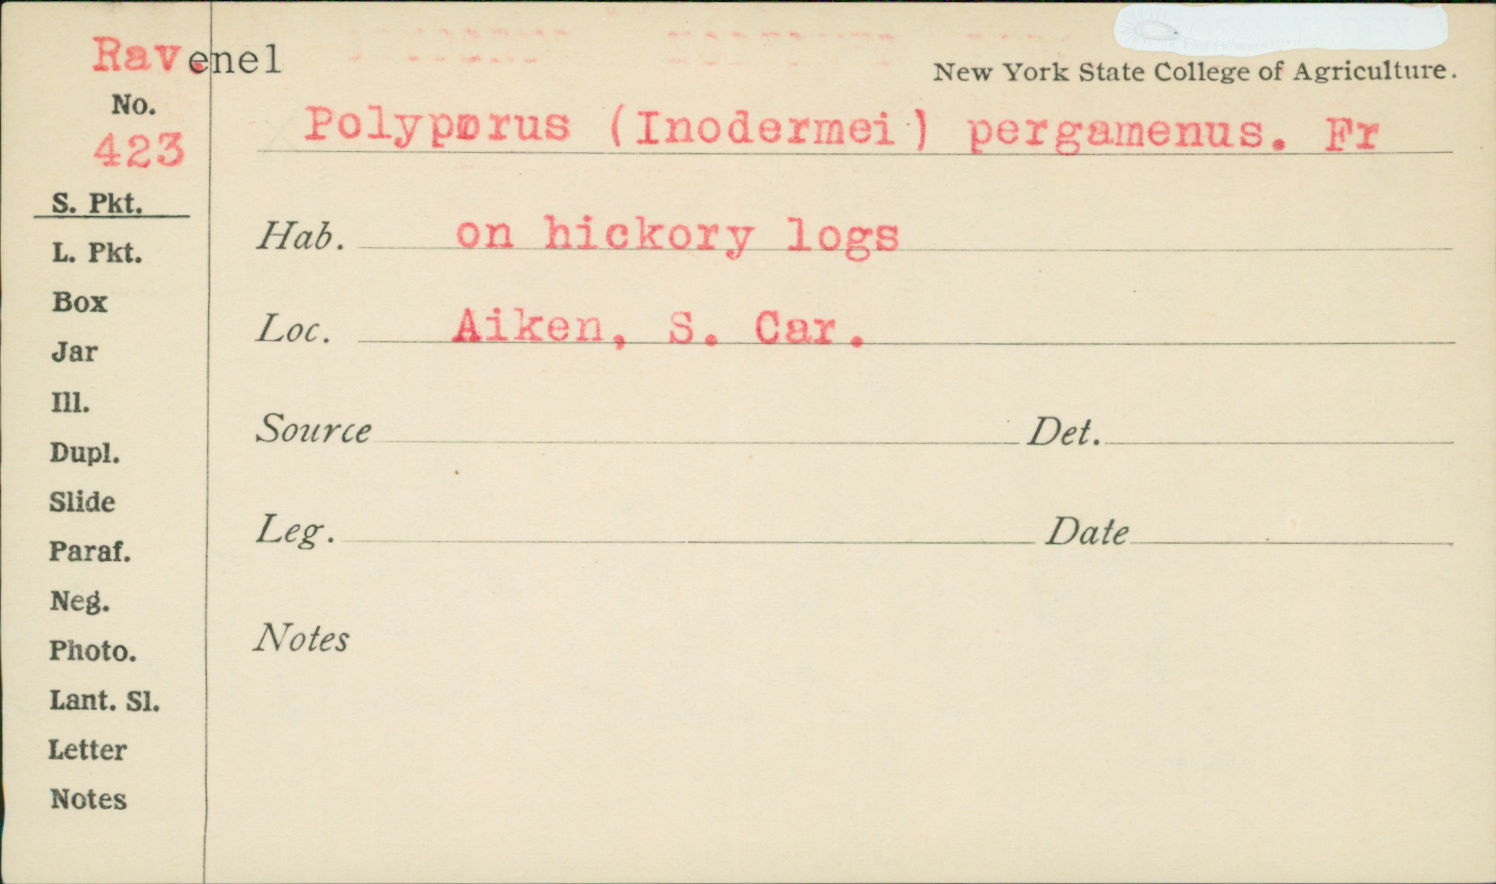 Ravenel
New York State College of Agriculture.
No.
423
Polyporus (Inodermei) pergamenus. Fr
S. Pkt.
L. Pkt.
Box
Jar
Ill.
Dupl.
Slide
Paraf.
Neg.
Photo.
Lant. Sl.
Letter
Notes
Hab. on hickory logs
Loc. Aiken, S. Car.
Source Det.
Leg. Date
Notes